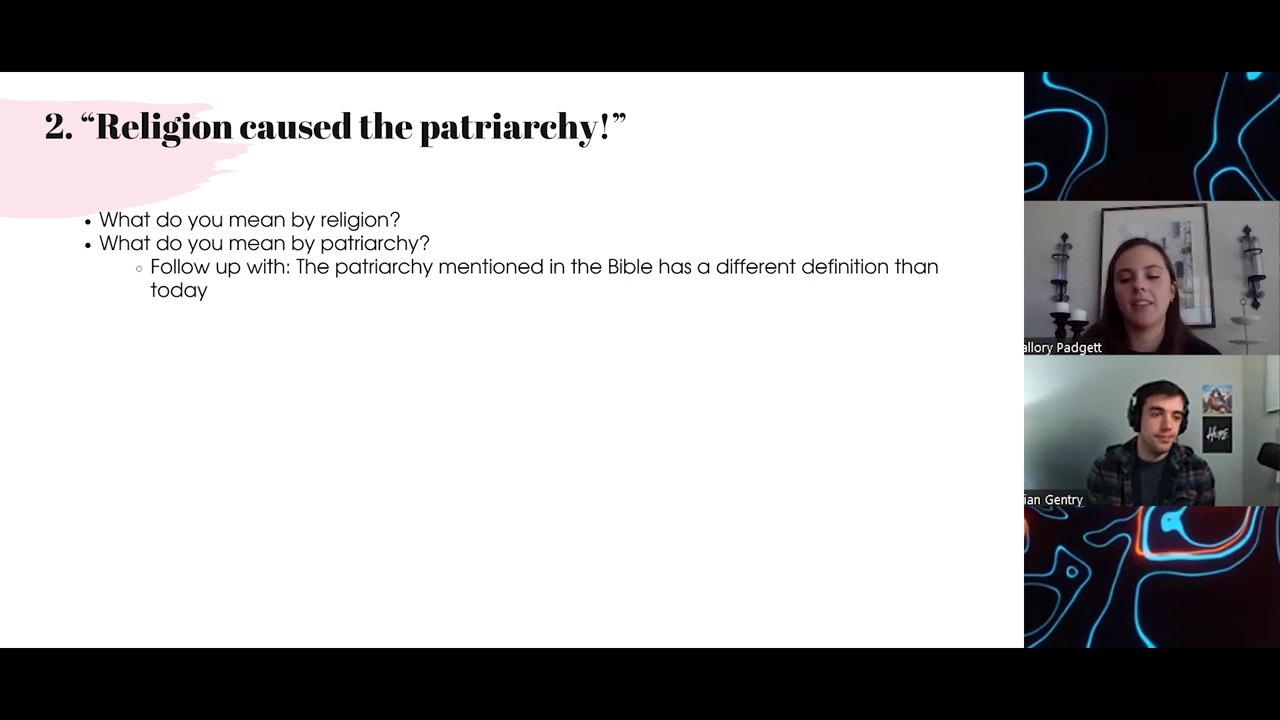 2. “Religion caused the patriarchy!”
• What do you mean by religion?
• What do you mean by patriarchy?
○ Follow up with: The patriarchy mentioned in the Bible has a different definition than
today
allory Padgett
HOPE
ian Gentry